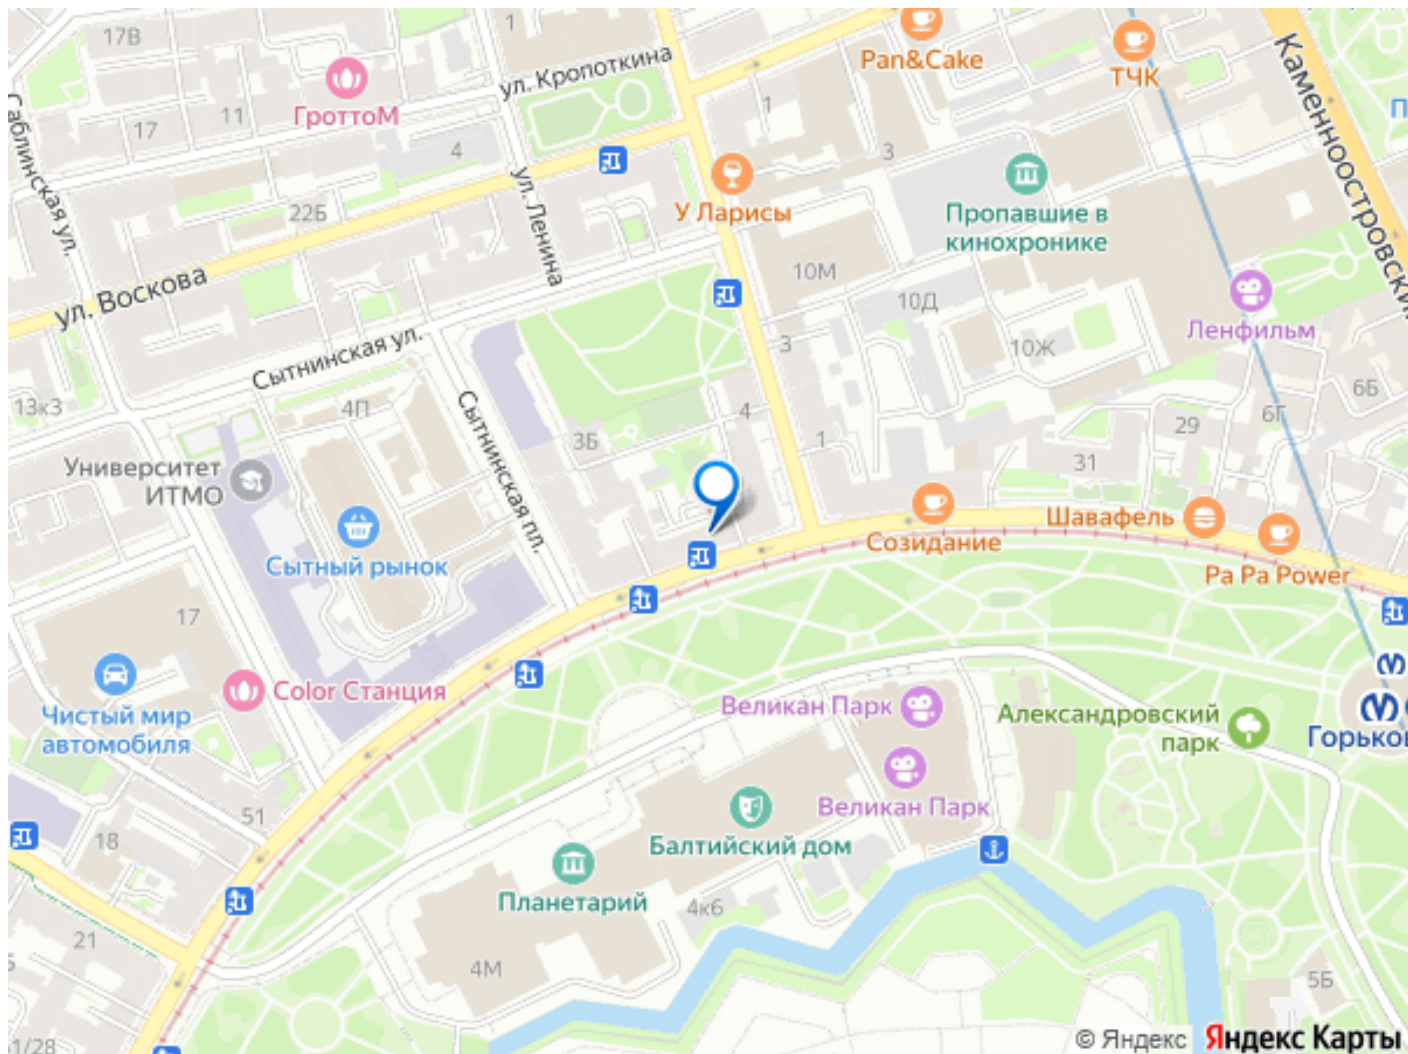 17В
1
ул. Кропоткина
Pan&Cake
ТЧК
Каменноостровский
ГроттоМ
11
17
1
4
3
Саблинская ул.
ул. Ленина
У Ларисы
Пропавшие в
кинохронике
22Б
ул. Воскова
10М
10Д
Ленфильм
Сытнинская ул.
3
10Ж
6Б
13к3
4П
Сытнинская пл.
3Б
4
1
29
6Г
Университет
ИТМО
31
Сытный рынок
Созидание
Шавафель
Pa Pa Power
17
Color Станция
Чистый мир
автомобиля
Великан Парк
Александровский
парк
Горьков
Великан Парк
51
18
Балтийский дом
Планетарий
4к6
21
4М
5Б
1/28
© Яндекс
Яндекс Карты